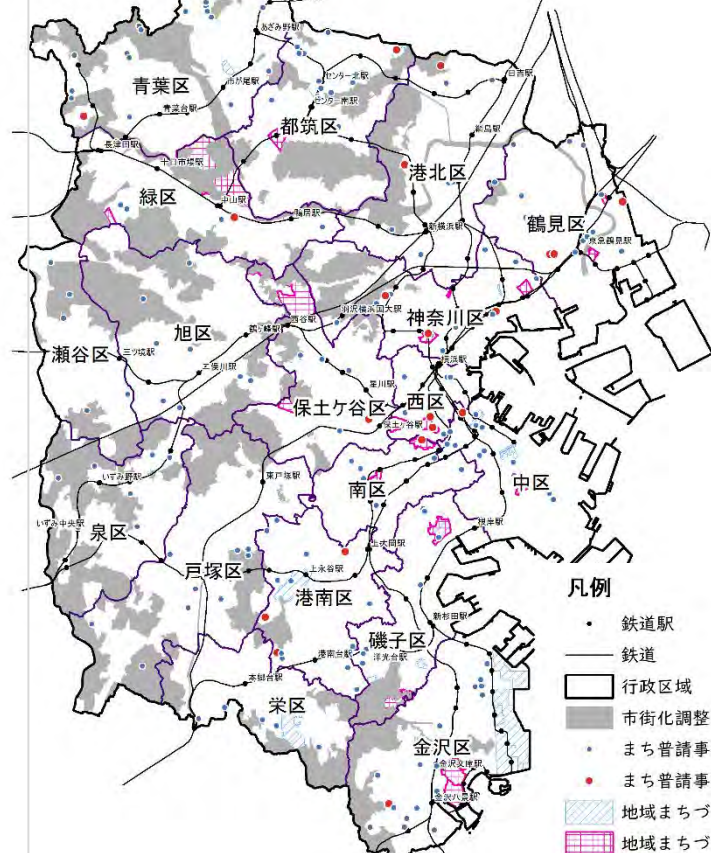 あざみ野駅
青葉区
市が尾駅
センター北駅
日吉駅
青葉台駅
センター南駅
都筑区
綱島駅
長津田駅
十日市場駅
港北区
緑区
中山駅
鴨居駅
新横浜駅
鶴見区
京急鶴見駅
羽沢横浜国大駅
神奈川区
旭区
鶴ヶ峰駅
西谷駅
瀬谷区
三ツ境駅
二俣川駅
横浜駅
星川駅
保土ケ谷区
西区
保土ヶ谷駅
いずみ野駅
東戸塚駅
南区
中区
いずみ中央駅
根岸駅
泉区
上大岡駅
戸塚区
上永谷駅
港南区
新杉田駅
磯子区
港南台駅
洋光台駅
本郷台駅
栄区
金沢区
金沢文庫駅
金沢八景駅
凡例
鉄道駅
鉄道
行政区域
市街化調整
まち普請事
まち普請事
地域まちづ
地域まちづ